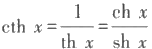 cth x = 1/th x = ch x/sh x